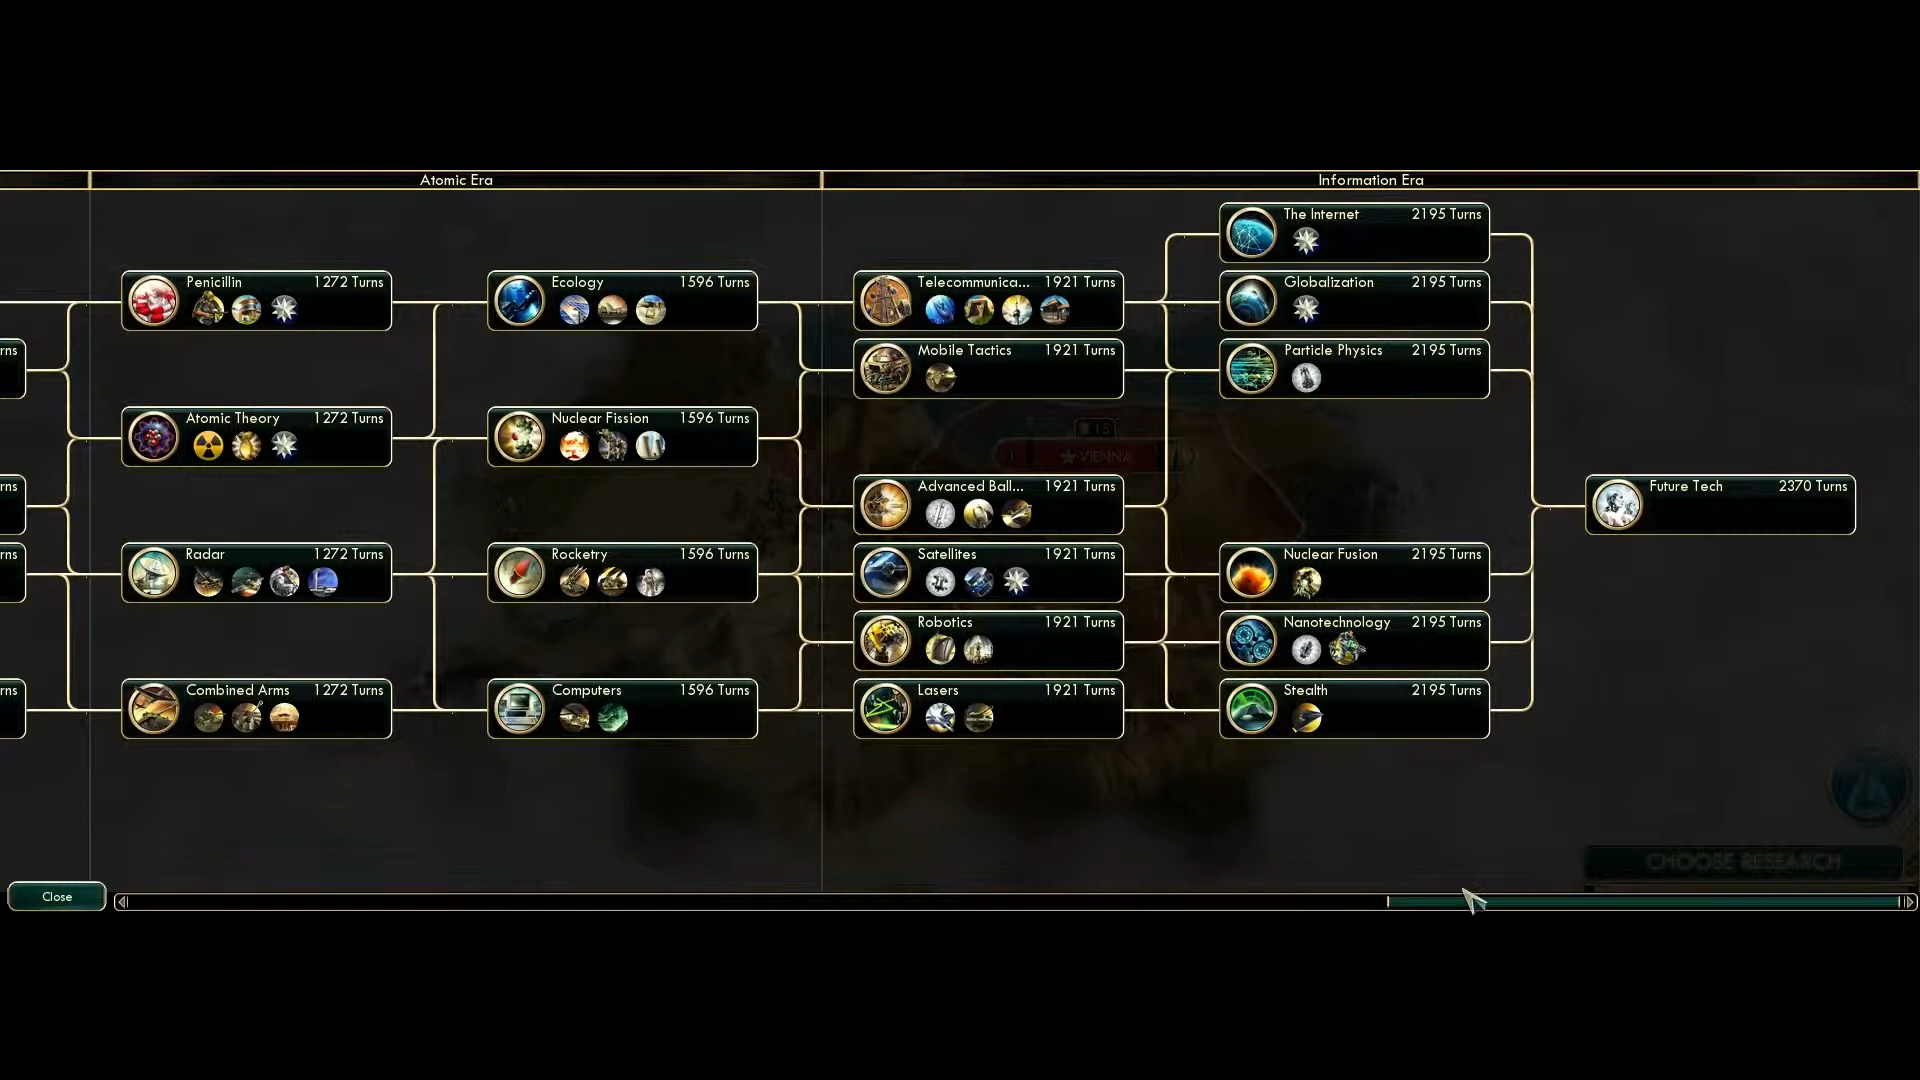 Atomic Era
Information Era
The Internet 2195 Turns
Penicillin 1272 Turns
Ecology 1596 Turns
Telecommunica... 1921 Turns
Globalization 2195 Turns
rns
Mobile Tactics 1921 Turns
Particle Physics 2195 Turns
Atomic Theory 1272 Turns
Nuclear Fission 1596 Turns
15
VIENNA
rns
Advanced Ball... 1921 Turns
Future Tech 2370 Turns
rns
Radar 1272 Turns
Rocketry 1596 Turns
Satellites 1921 Turns
Nuclear Fusion 2195 Turns
Robotics 1921 Turns
Nanotechnology 2195 Turns
rns
Combined Arms 1272 Turns
Computers 1596 Turns
Lasers 1921 Turns
Stealth 2195 Turns
CHOOSE RESEARCH
Close